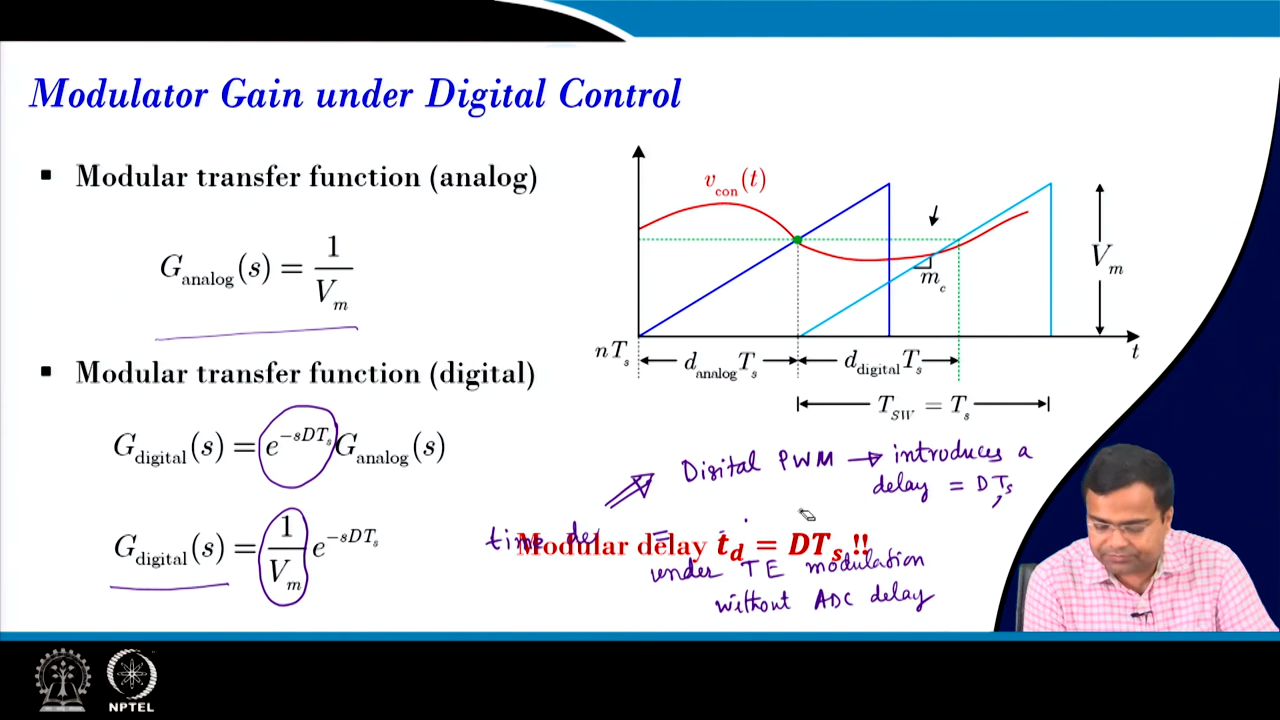 Modulator Gain under Digital Control
▪ Modular transfer function (analog)
G_analog(s) = 1/V_m
▪ Modular transfer function (digital)
G_digital(s) = e^{-sDT_s} G_analog(s)
G_digital(s) = 1/V_m e^{-sDT_s}
v_con(t)
V_m
m_c
nT_s
d_analog T_s
d_digital T_s
t
T_SW = T_s
Digital PWM → introduces a
delay = DT_s
time
Modular delay t_d = DT_s !!
under TE modulation
without ADC delay
NPTEL